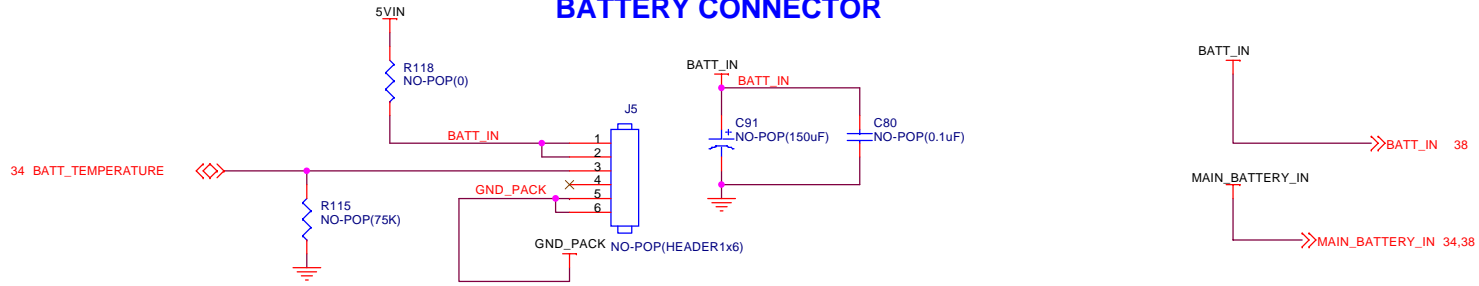 BATTERY CONNECTOR
5VIN
R118
NO-POP(0)
BATT_IN
J5
1
2
3
4
5
6
34 BATT_TEMPERATURE
GND_PACK
R115
NO-POP(75K)
GND_PACK
NO-POP(HEADER1x6)
BATT_IN
BATT_IN
C91
+
NO-POP(150uF)
C80
NO-POP(0.1uF)
BATT_IN
BATT_IN 38
MAIN_BATTERY_IN
MAIN_BATTERY_IN 34,38